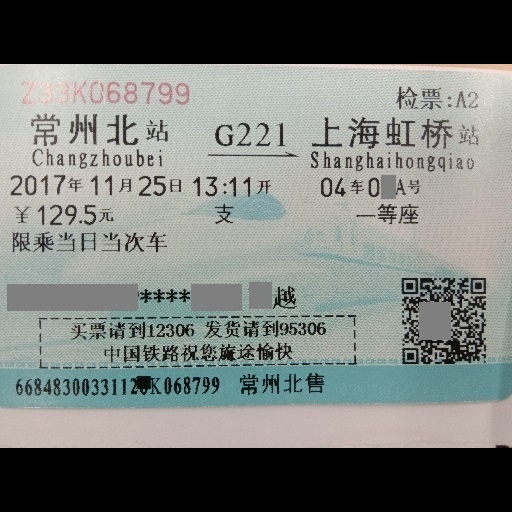 Z33K068799 检票:A2
常州北站 G221 上海虹桥站
Changzhoubei Shanghaihongqiao
2017年11月25日13:11开 04车0 A号
￥129.5元 支 一等座
限乘当日当次车
**** 越
买票请到12306 发货请到95306
中国铁路祝您旅途愉快
6684830033112 K068799 常州北售